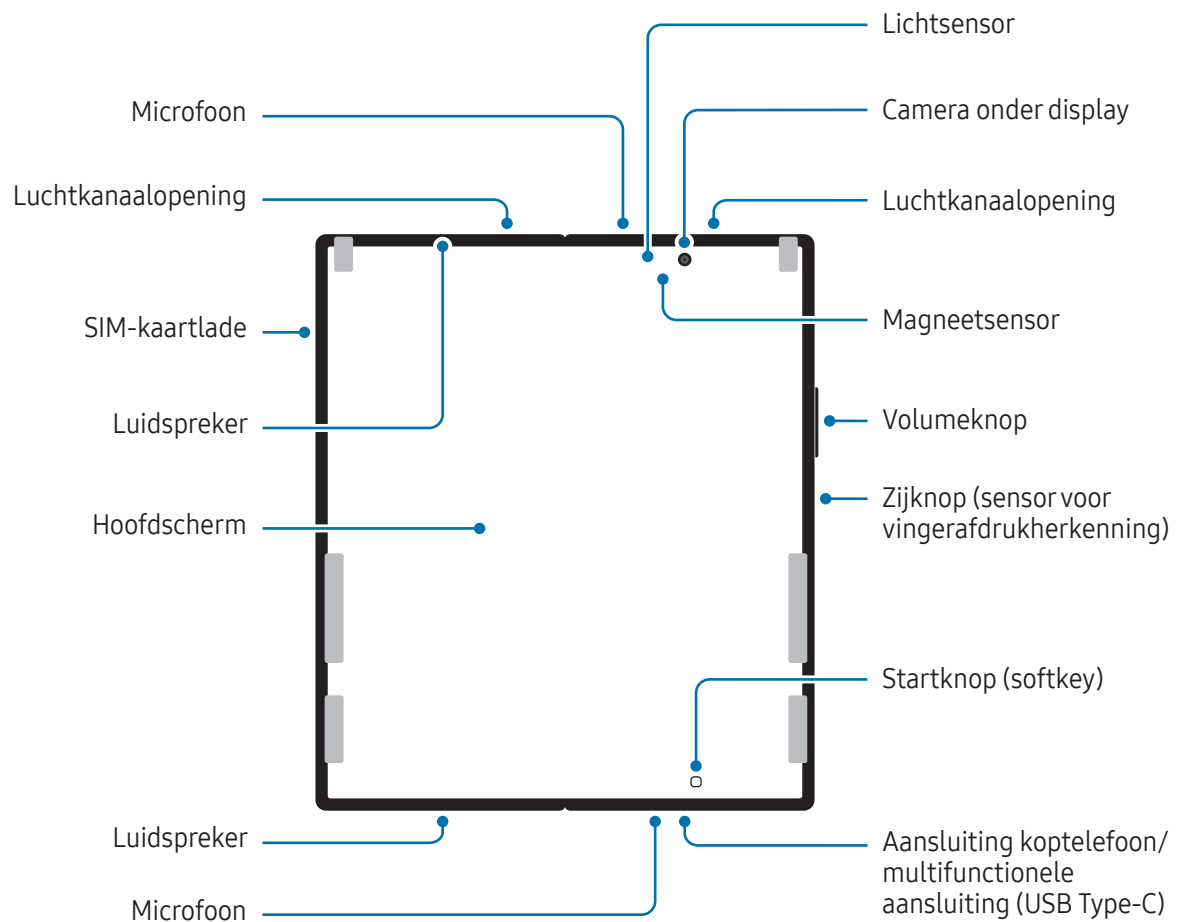 Lichtsensor
Microfoon
Camera onder display
Luchtkanaalopening
Luchtkanaalopening
SIM-kaartlade
Magneetsensor
Luidspreker
Volumeknop
Zijknop (sensor voor
vingerafdrukherkenning)
Hoofdscherm
Startknop (softkey)
Luidspreker
Aansluiting koptelefoon/
multifunctionele
aansluiting (USB Type-C)
Microfoon